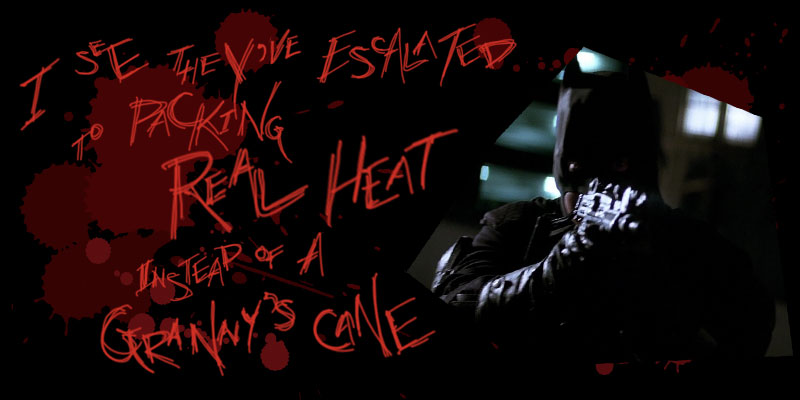 I SEE THEY'VE ESCALATED
TO PACKING
REAL HEAT
INSTEAD OF A
GRANNY'S CANE